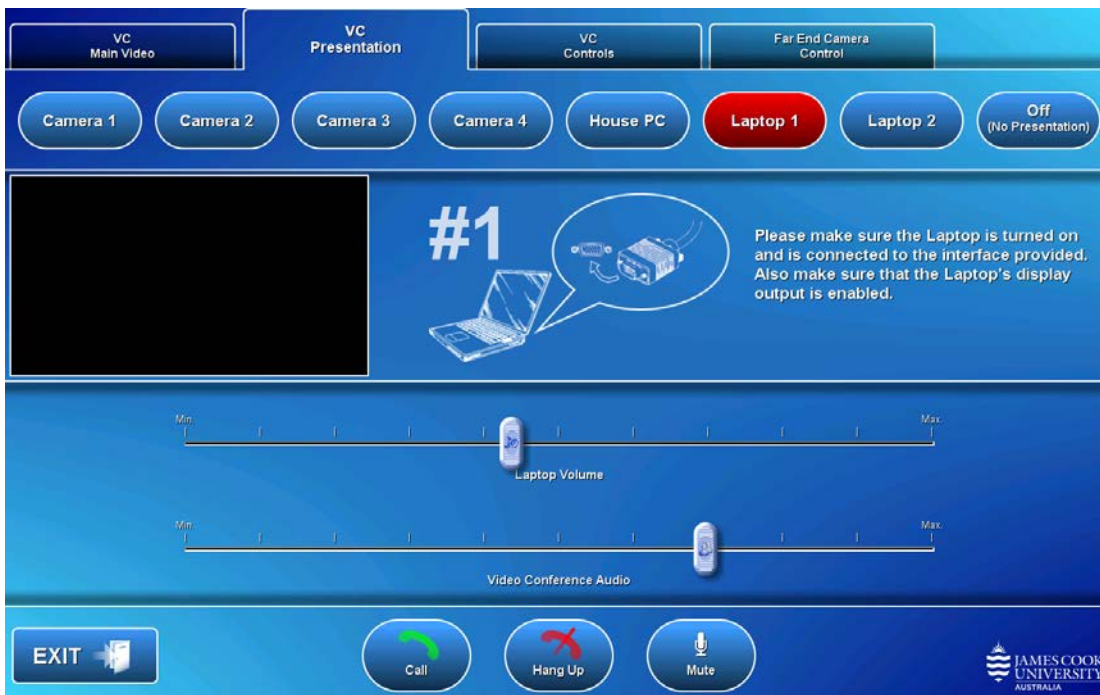 VC
Main Video
VC
Presentation
VC
Controls
Far End Camera
Control
Camera 1
Camera 2
Camera 3
Camera 4
House PC
Laptop 1
Laptop 2
Off
(No Presentation)
#1
Please make sure the Laptop is turned on
and is connected to the interface provided.
Also make sure that the Laptop's display
output is enabled.
Min.
Max.
Laptop Volume
Min.
Max.
Video Conference Audio
EXIT
Call
Hang Up
Mute
JAMES COOK
UNIVERSITY
AUSTRALIA